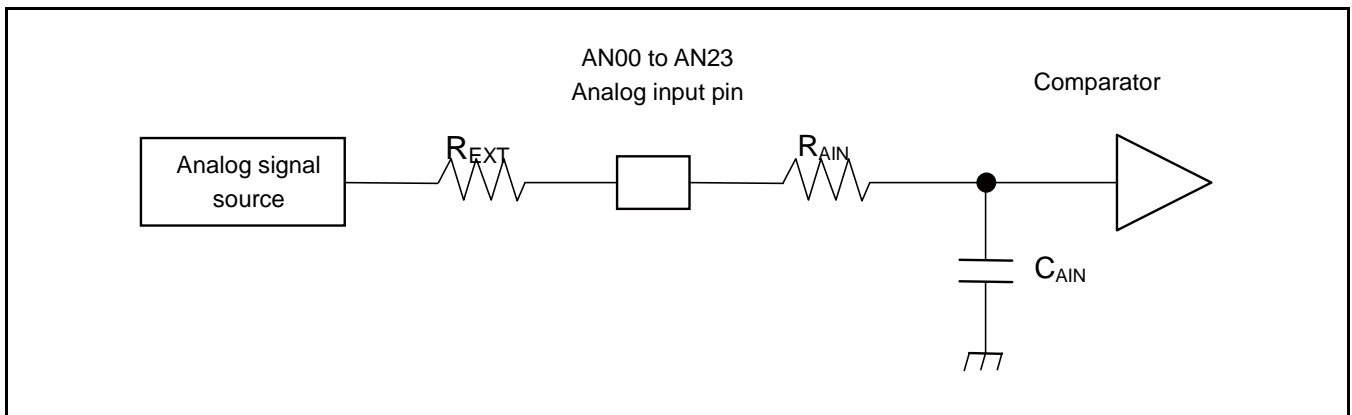 AN00 to AN23
Analog input pin
Comparator
Analog signal
source
REXT
RAIN
CAIN